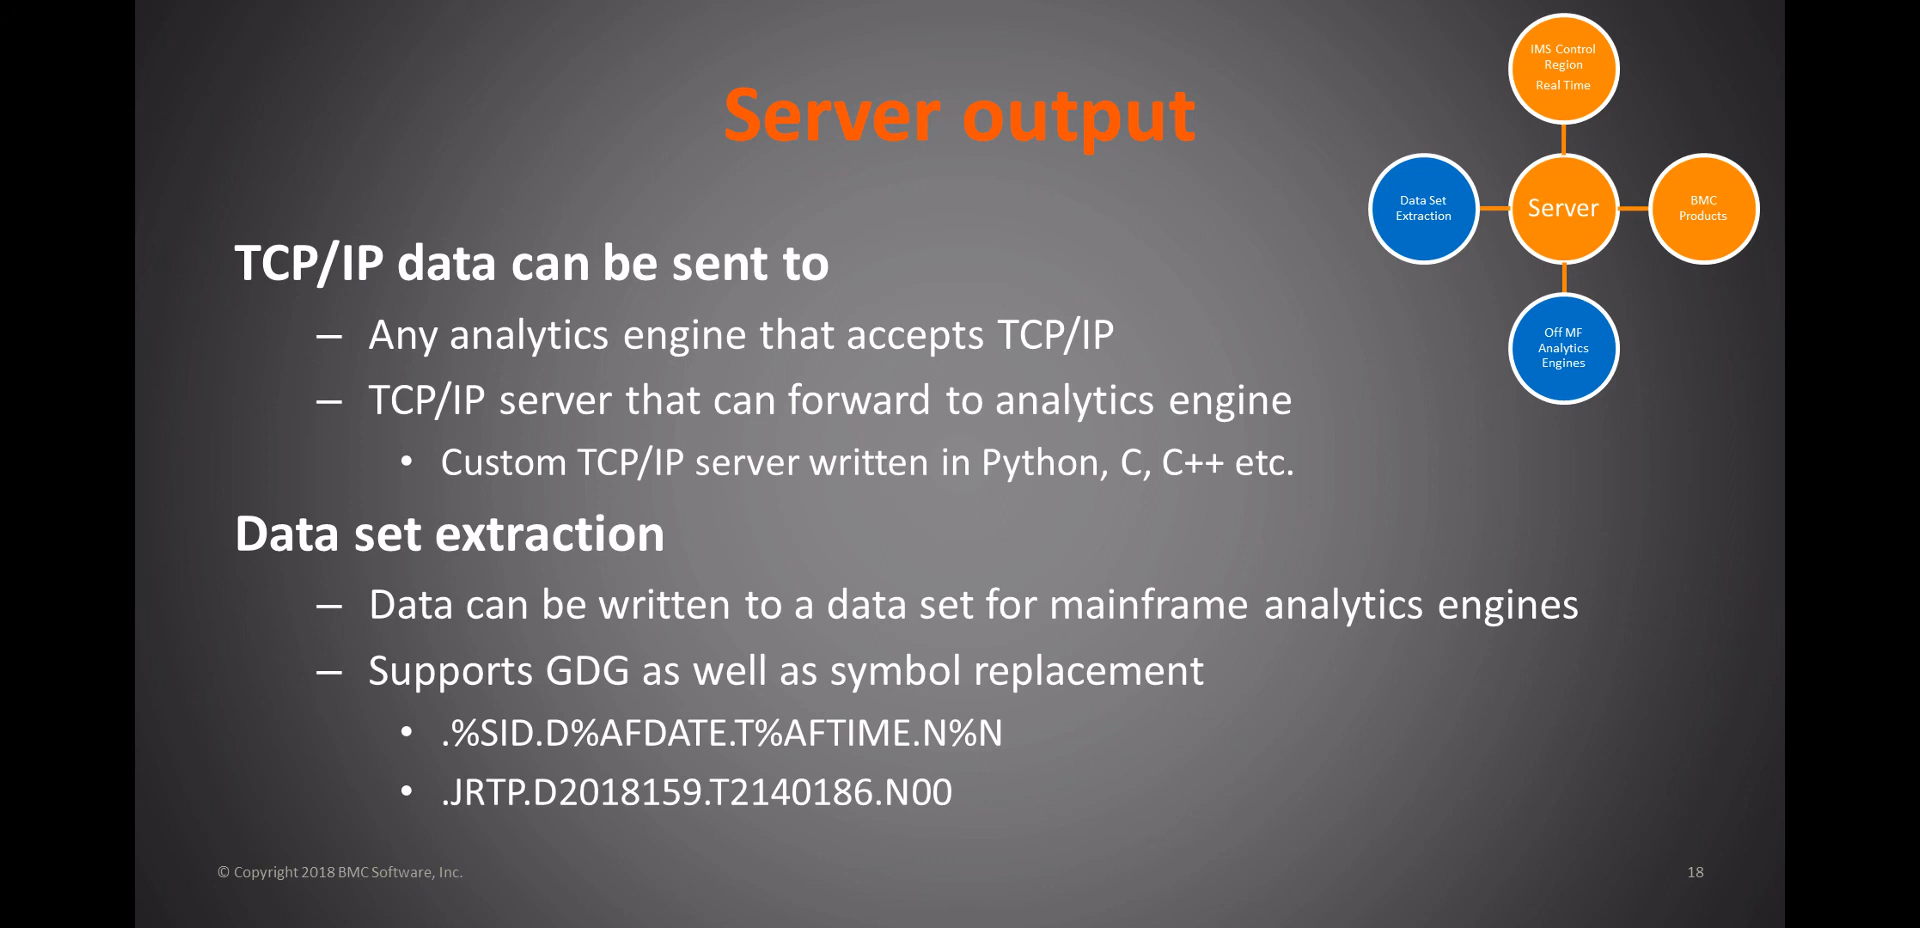 Server output
IMS Control
Region
Real Time
Data Set
Extraction
Server
BMC
Products
Off MF
Analytics
Engines
TCP/IP data can be sent to
– Any analytics engine that accepts TCP/IP
– TCP/IP server that can forward to analytics engine
• Custom TCP/IP server written in Python, C, C++ etc.
Data set extraction
– Data can be written to a data set for mainframe analytics engines
– Supports GDG as well as symbol replacement
• .%SID.D%AFDATE.T%AFTIME.N%N
• .JRTP.D2018159.T2140186.N00
© Copyright 2018 BMC Software, Inc.
18